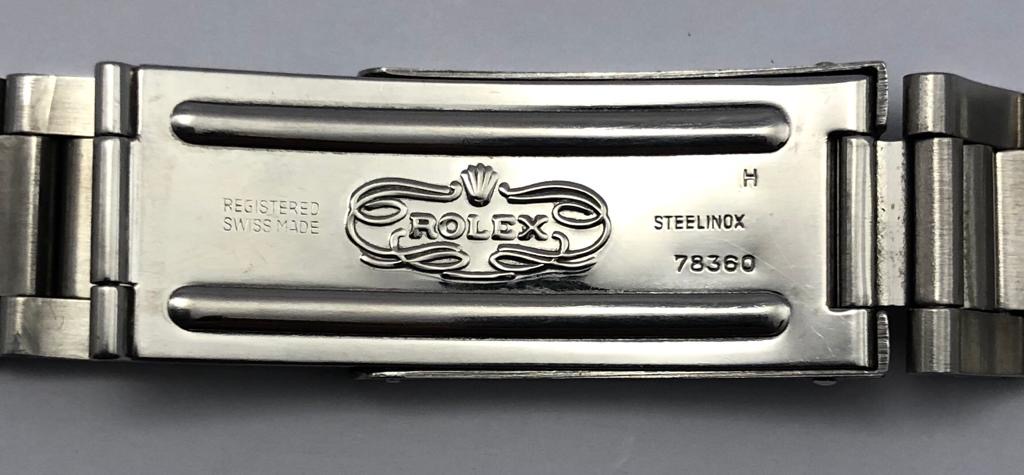 REGISTERED
SWISS MADE
ROLEX
H
STEELINOX
78360